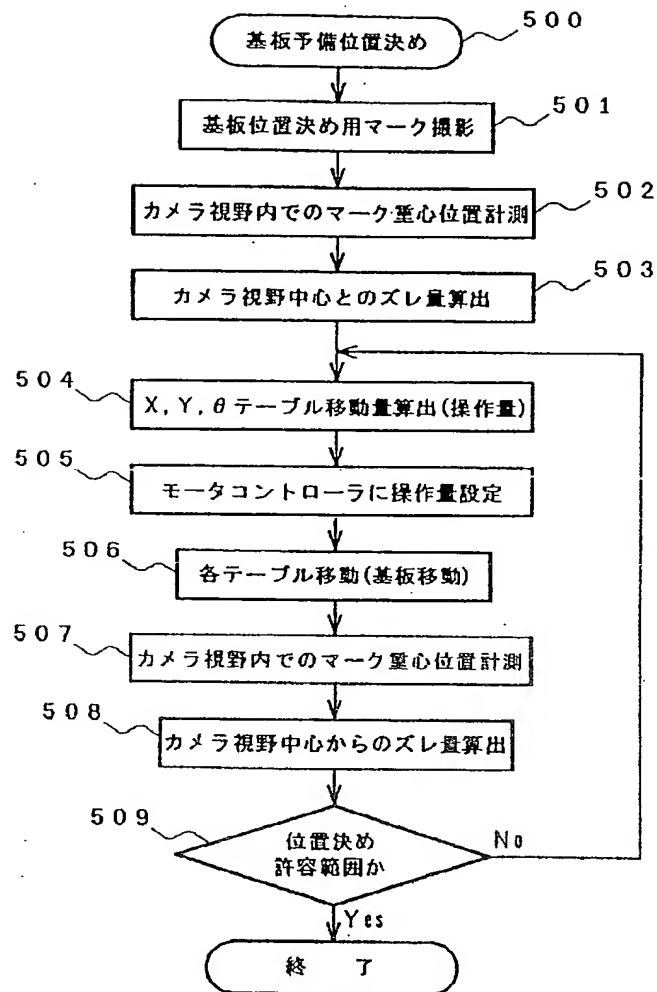 基板予備位置決め
500
基板位置決め用マーク撮影
501
カメラ視野内でのマーク重心位置計測
502
カメラ視野中心とのズレ量算出
503
504
X, Y, θテーブル移動量算出(操作量)
505
モータコントローラに操作量設定
506
各テーブル移動(基板移動)
507
カメラ視野内でのマーク重心位置計測
508
カメラ視野中心からのズレ量算出
509
位置決め
許容範囲か
No
Yes
終 了